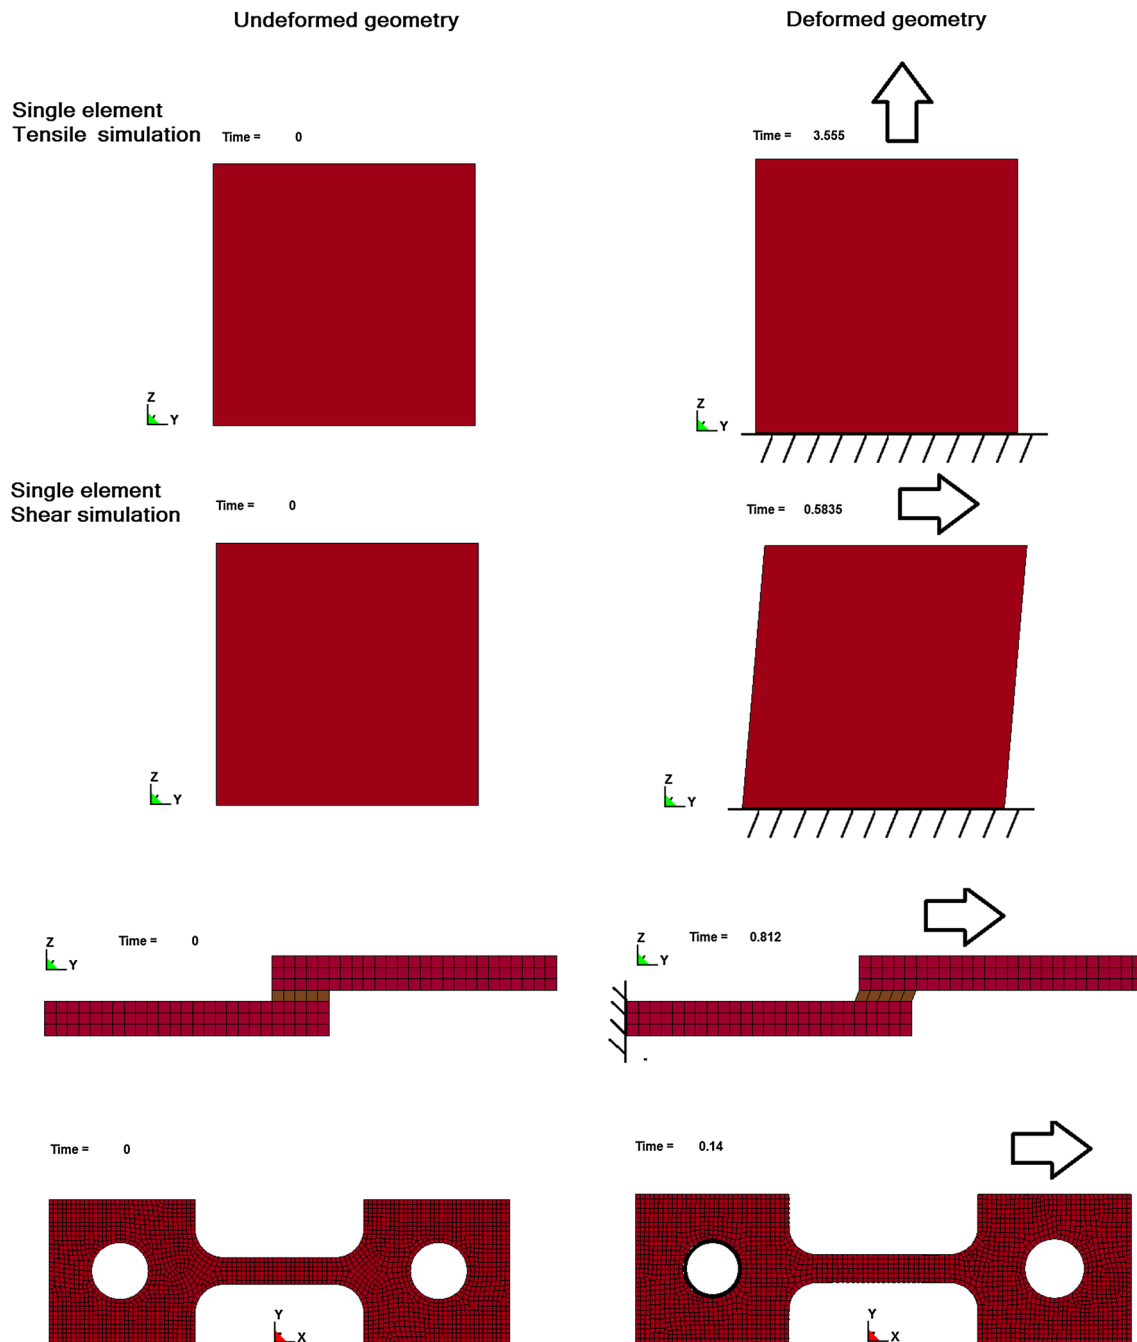 Undeformed geometry
Deformed geometry
Single element
Tensile simulation
Time = 0
Time = 3.555
Z
Y
Z
Y
Single element
Shear simulation
Time = 0
Time = 0.5835
Z
Y
Z
Y
Z
Y
Time = 0
Z
Y
Time = 0.812
Time = 0
Time = 0.14
Y
X
Y
X